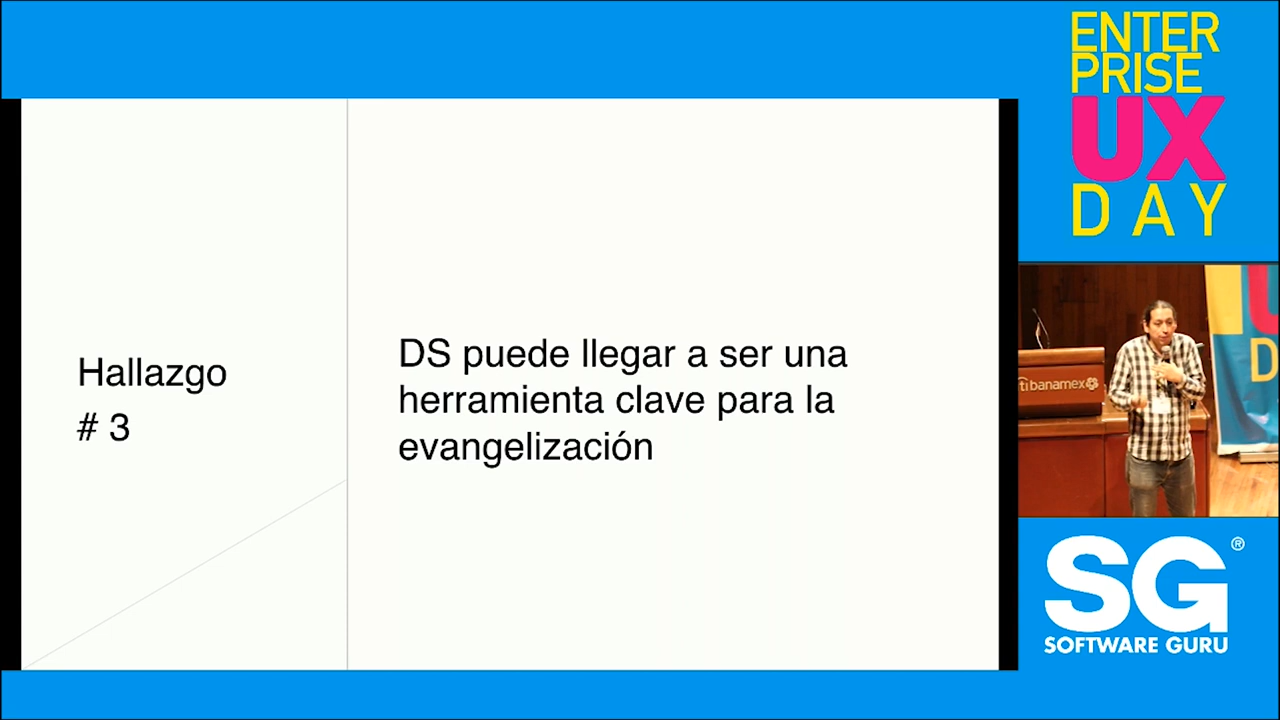 Hallazgo
# 3
DS puede llegar a ser una
herramienta clave para la
evangelización
ENTER
PRISE
UX
DAY
tibanamex
D
SG®
SOFTWARE GURU